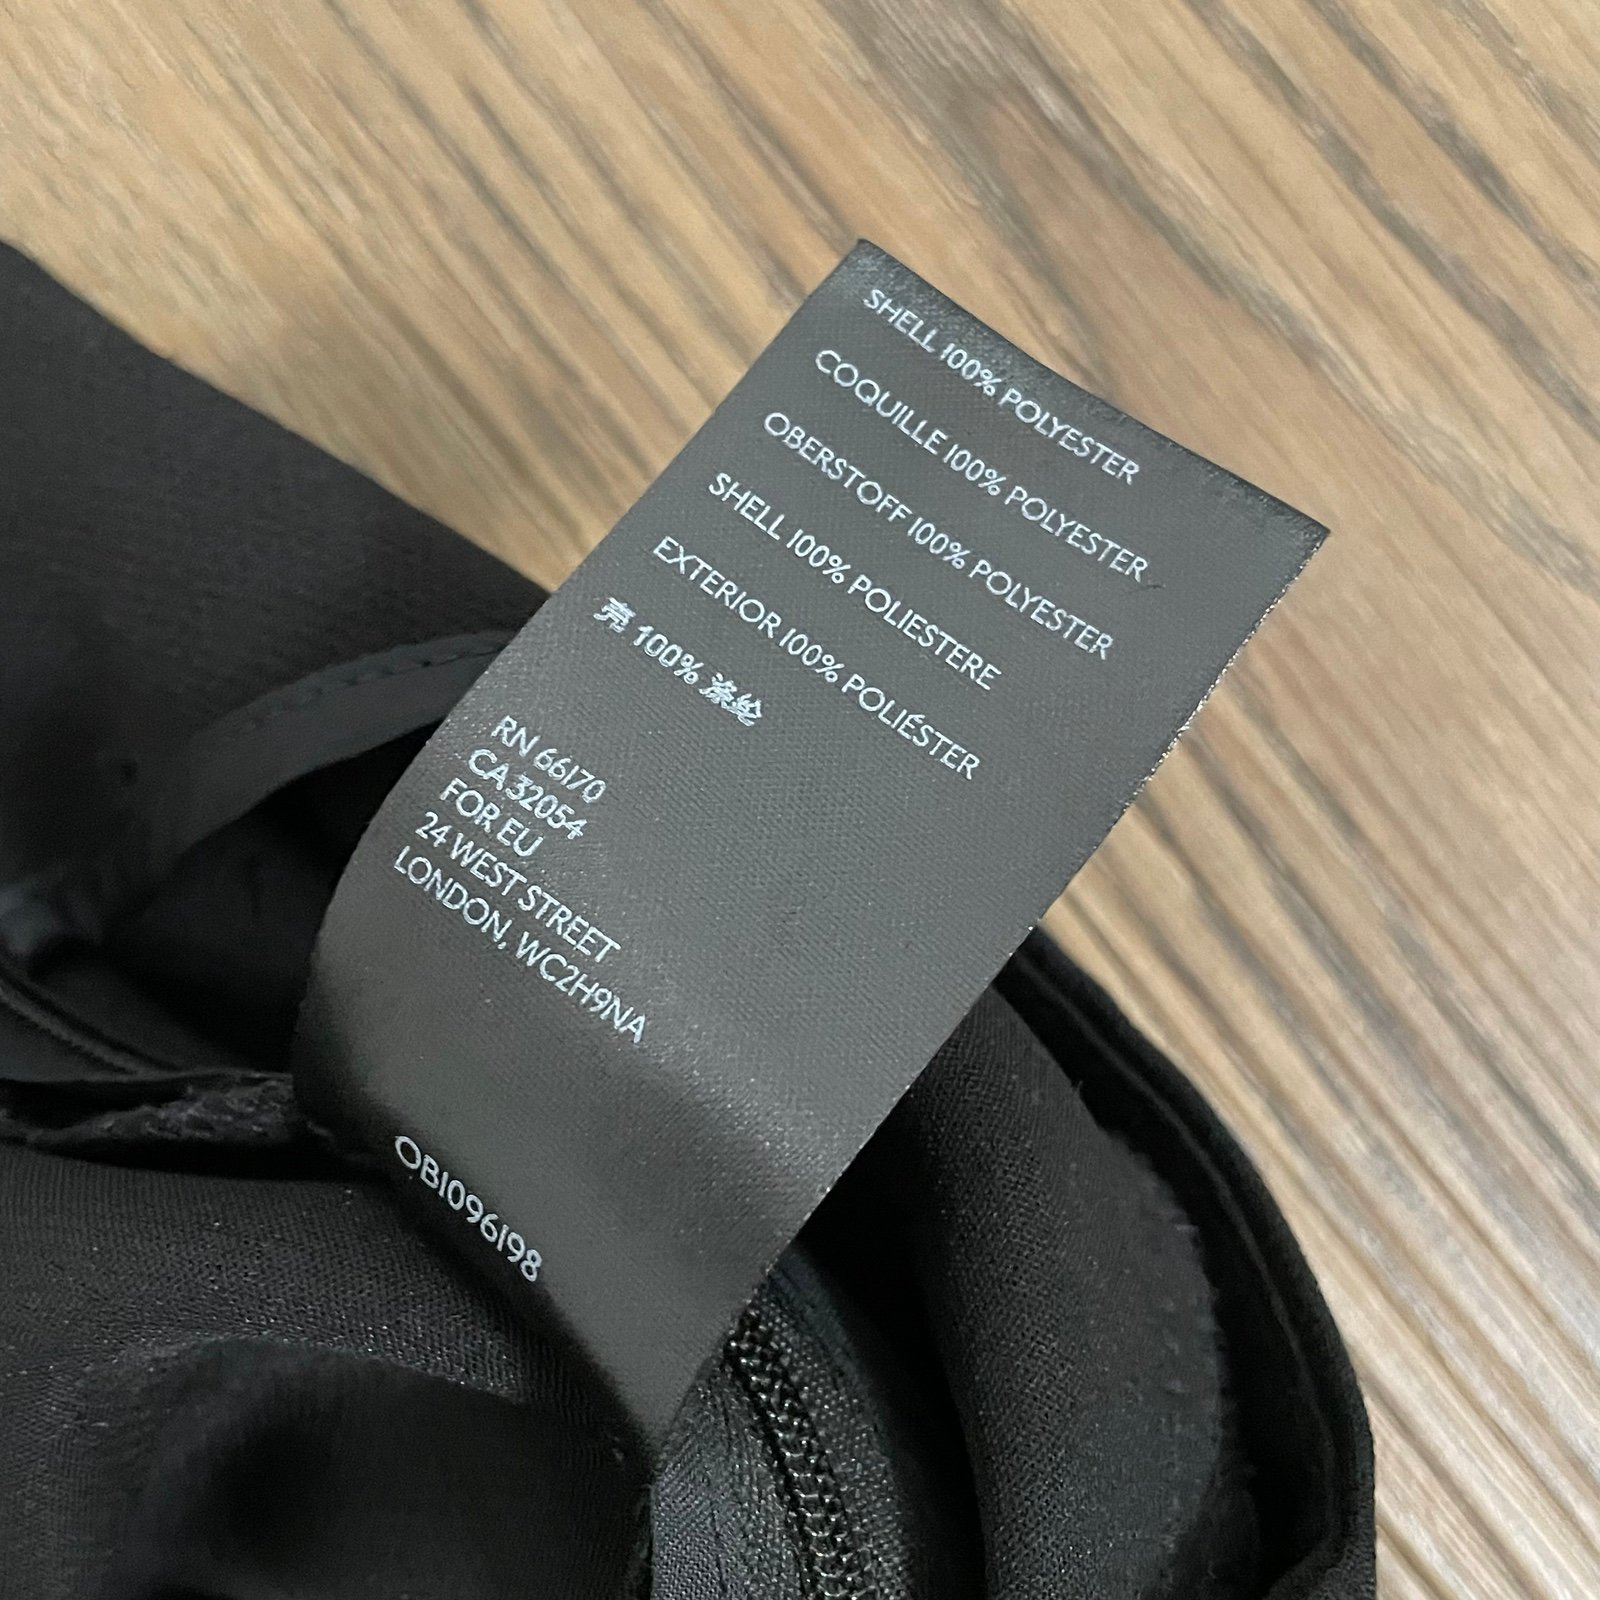 SHELL 100% POLYESTER
COQUILLE 100% POLYESTER
OBERSTOFF 100% POLYESTER
SHELL 100% POLIESTERE
EXTERIOR 100% POLIÉSTER
壳 100% 涤纶
RN 66170
CA 32054
FOR EU
24 WEST STREET
LONDON, WC2H9NA
OB1096198